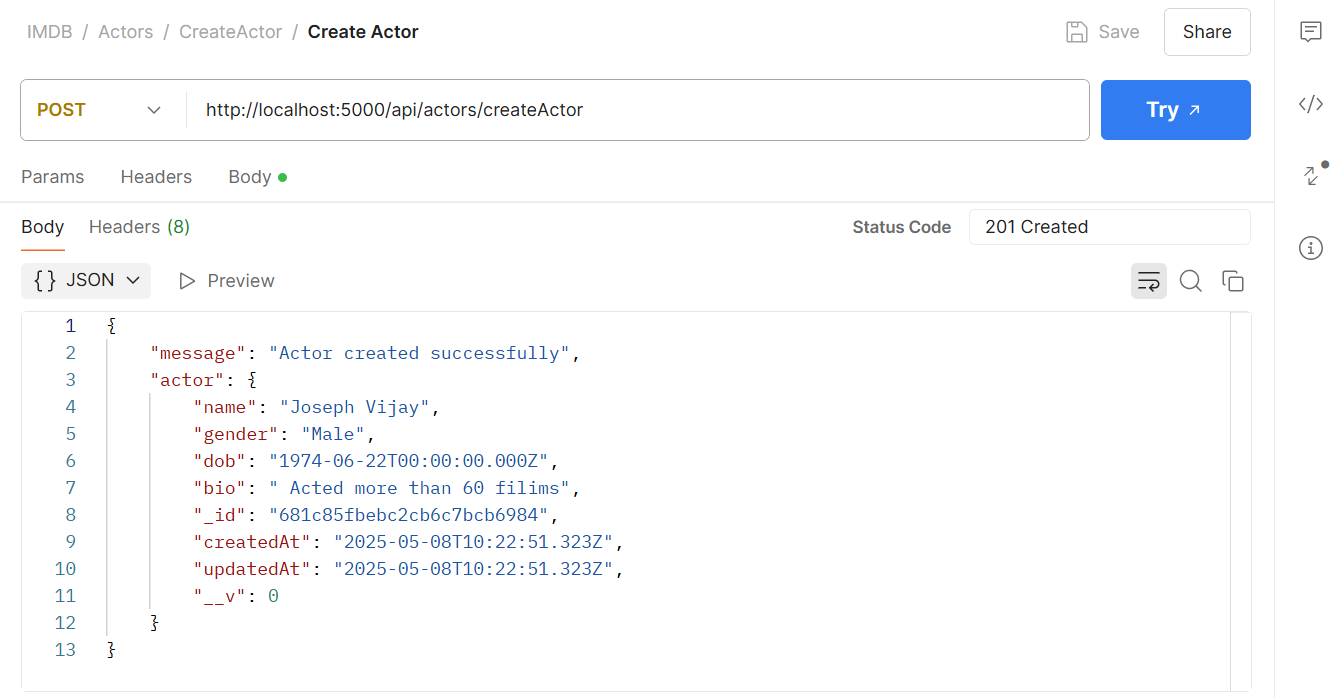 IMDB / Actors / CreateActor / Create Actor
Save
Share
POST
http://localhost:5000/api/actors/createActor
Try ↗
Params
Headers
Body
Body
Headers (8)
Status Code
201 Created
{} JSON
Preview
1 {
2 "message": "Actor created successfully",
3 "actor": {
4 "name": "Joseph Vijay",
5 "gender": "Male",
6 "dob": "1974-06-22T00:00:00.000Z",
7 "bio": " Acted more than 60 filims",
8 "_id": "681c85fbebc2cb6c7bcb6984",
9 "createdAt": "2025-05-08T10:22:51.323Z",
10 "updatedAt": "2025-05-08T10:22:51.323Z",
11 "__v": 0
12 }
13 }